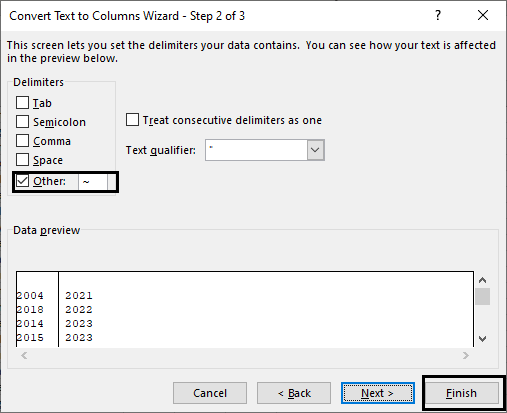 Convert Text to Columns Wizard - Step 2 of 3
This screen lets you set the delimiters your data contains. You can see how your text is affected
in the preview below.
Delimiters
Tab
Semicolon
Comma
Space
Other: ~
Treat consecutive delimiters as one
Text qualifier: "
Data preview
2004 2021
2018 2022
2014 2023
2015 2023
Cancel < Back Next > Finish